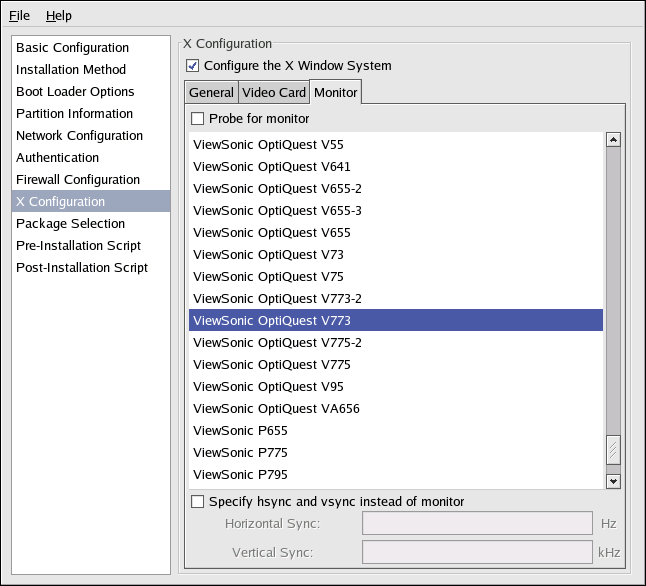 File Help
Basic Configuration
Installation Method
Boot Loader Options
Partition Information
Network Configuration
Authentication
Firewall Configuration
X Configuration
Package Selection
Pre-Installation Script
Post-Installation Script
X Configuration
Configure the X Window System
General Video Card Monitor
Probe for monitor
ViewSonic OptiQuest V55
ViewSonic OptiQuest V641
ViewSonic OptiQuest V655-2
ViewSonic OptiQuest V655-3
ViewSonic OptiQuest V655
ViewSonic OptiQuest V73
ViewSonic OptiQuest V75
ViewSonic OptiQuest V773-2
ViewSonic OptiQuest V773
ViewSonic OptiQuest V775-2
ViewSonic OptiQuest V775
ViewSonic OptiQuest V95
ViewSonic OptiQuest VA656
ViewSonic P655
ViewSonic P775
ViewSonic P795
Specify hsync and vsync instead of monitor
Horizontal Sync: Hz
Vertical Sync: kHz